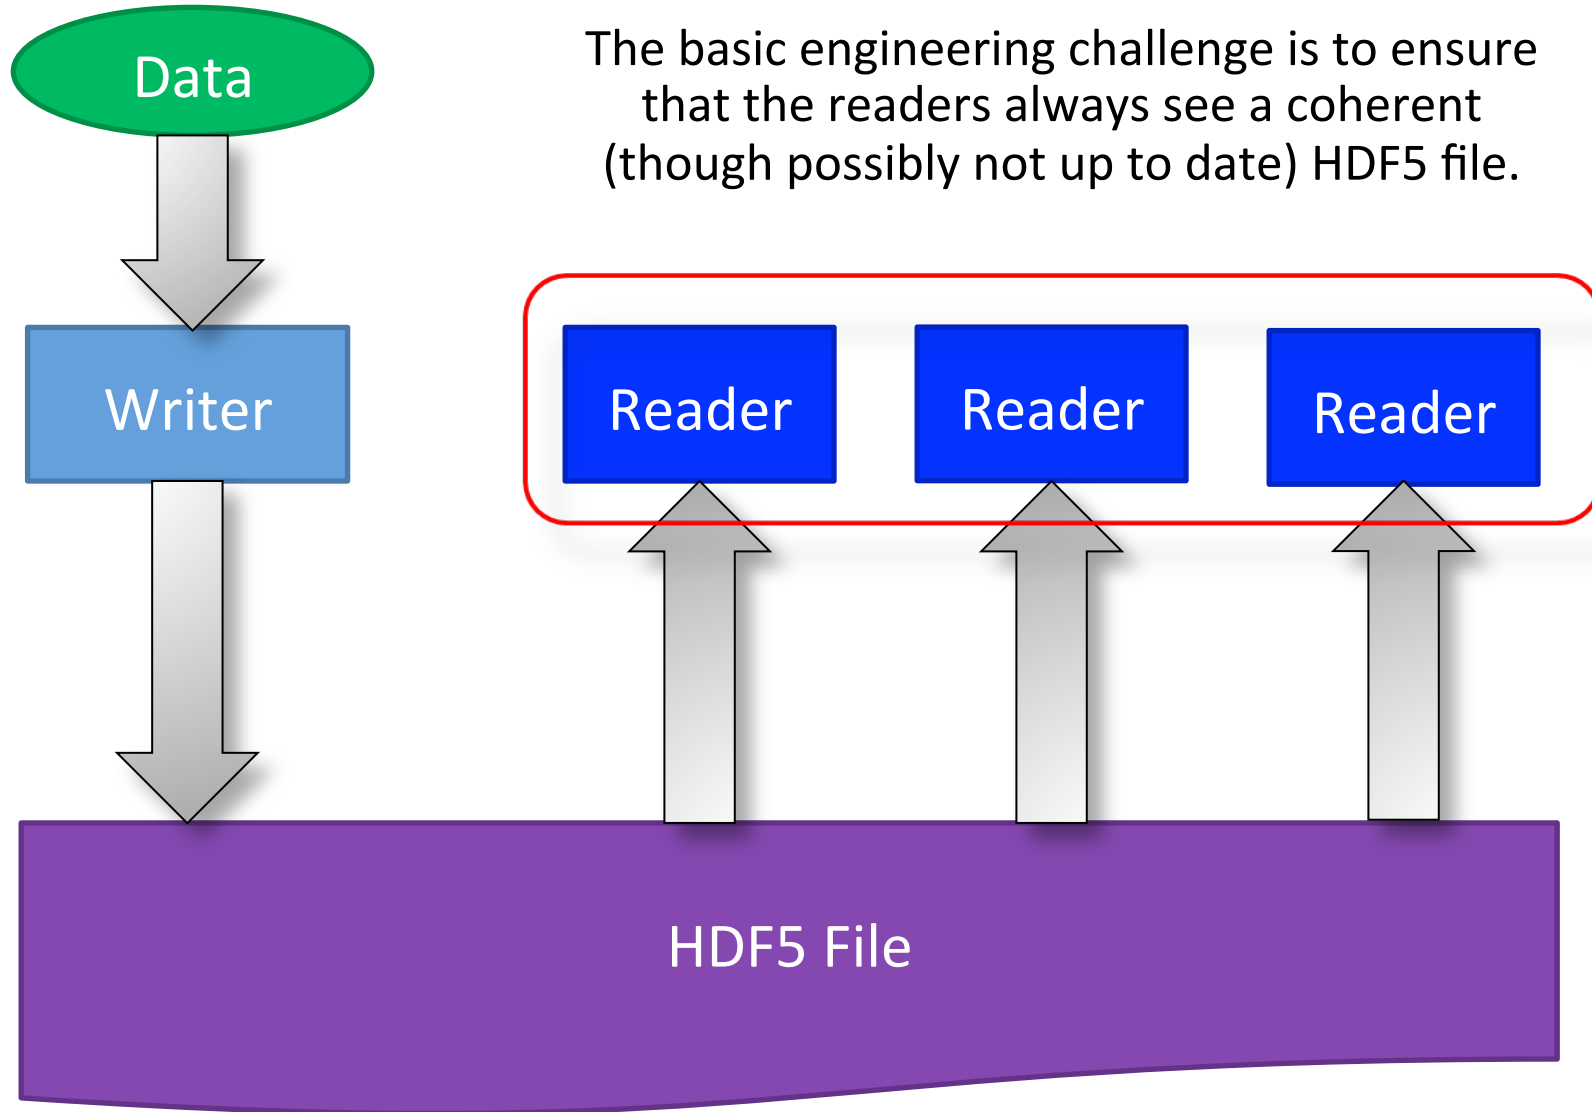 Data
The basic engineering challenge is to ensure
that the readers always see a coherent
(though possibly not up to date) HDF5 file.
Writer
Reader
Reader
Reader
HDF5 File